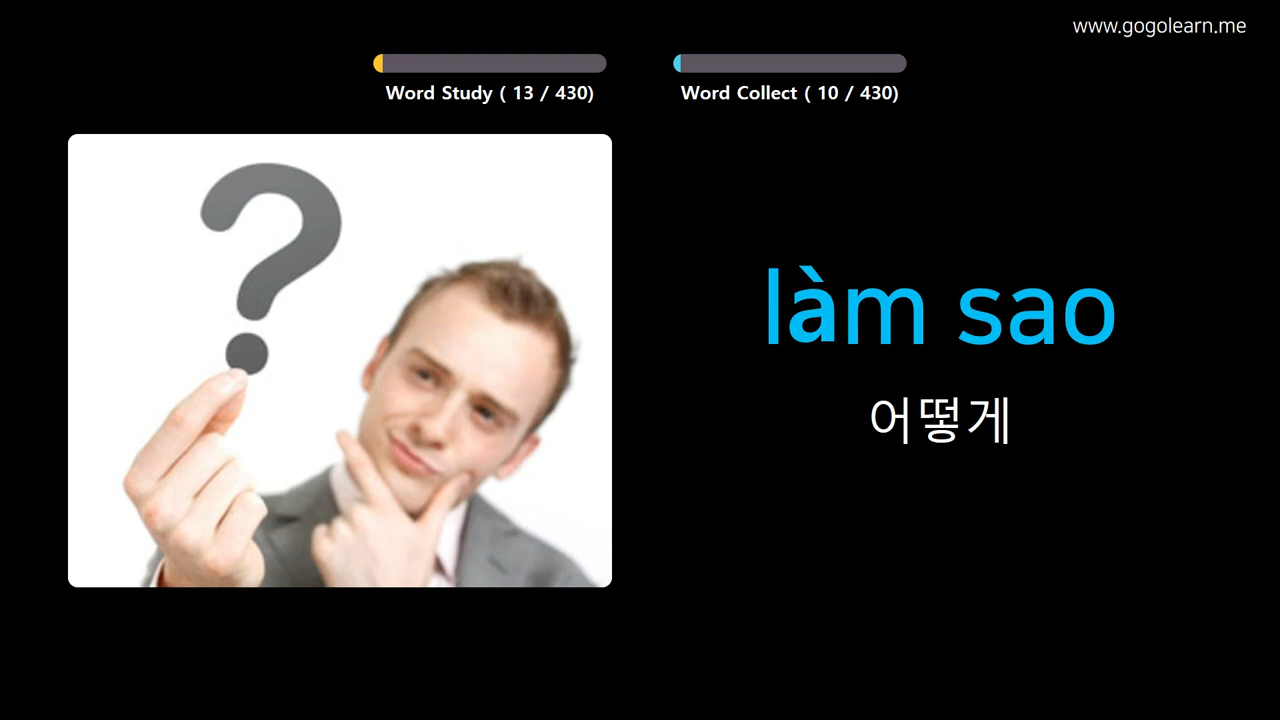 www.gogolearn.me
Word Study ( 13 / 430)
Word Collect ( 10 / 430)
?
làm sao
어떻게